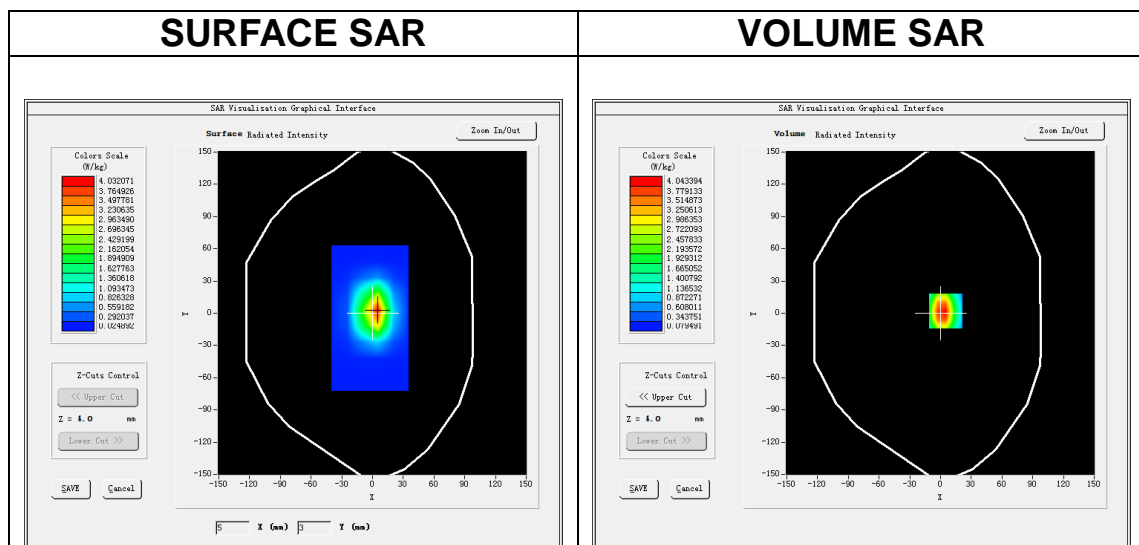 SURFACE SAR
VOLUME SAR
SAR Visualisation Graphical Interface
Surface Radiated Intensity
Zoom In/Out
Colors Scale
(W/kg)
4.032071
3.764926
3.497781
3.230635
2.963490
2.696345
2.429199
2.162054
1.894909
1.627763
1.360618
1.093473
0.826328
0.559182
0.292037
0.024892
150
120
90
60
30
0
-30
-60
-90
-120
-150
Y
-150 -120 -90 -60 -30 0 30 60 90 120 150
X
Z-Cuts Control
<< Upper Cut
Z = 4.0 mm
Lower Cut >>
SAVE Cancel
5 X (mm) 3 Y (mm)
SAR Visualisation Graphical Interface
Volume Radiated Intensity
Zoom In/Out
Colors Scale
(W/kg)
4.043394
3.779133
3.514873
3.250613
2.986353
2.722093
2.457833
2.193572
1.929312
1.665052
1.400792
1.136532
0.872271
0.608011
0.343751
0.079491
150
120
90
60
30
0
-30
-60
-90
-120
-150
Y
-150 -120 -90 -60 -30 0 30 60 90 120 150
X
Z-Cuts Control
<< Upper Cut
Z = 4.0 mm
Lower Cut >>
SAVE Cancel